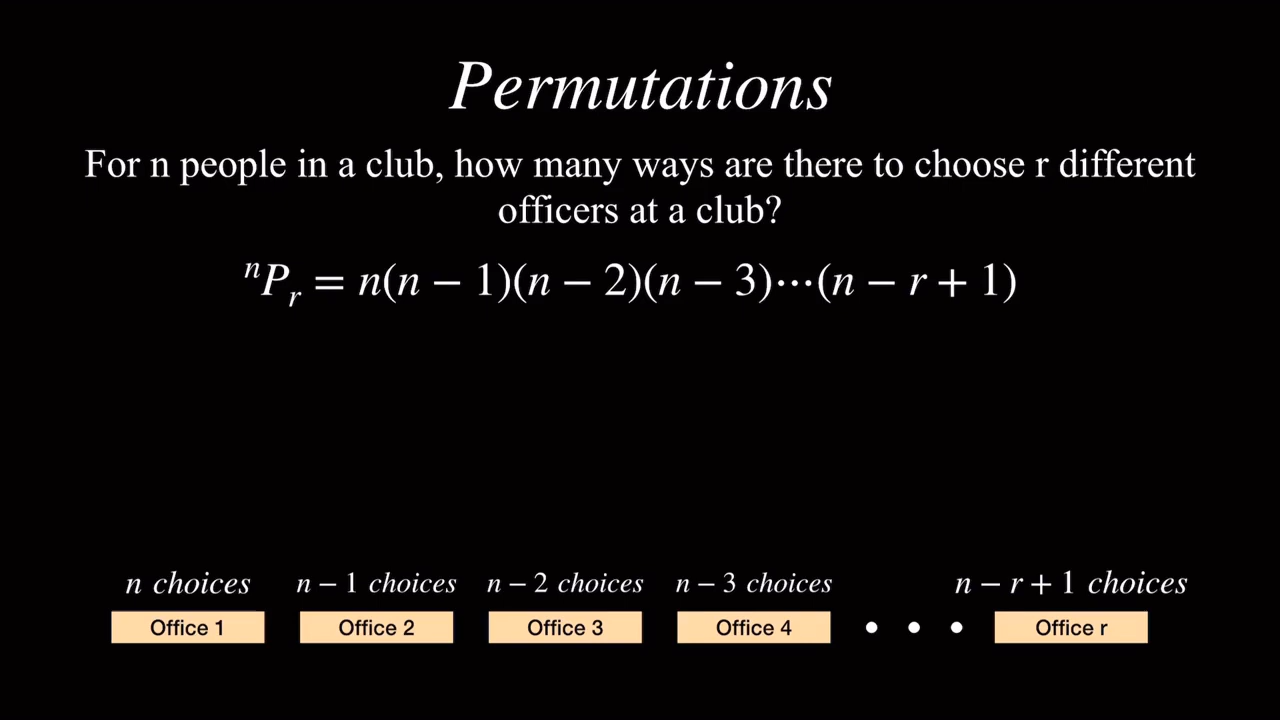 Permutations
For n people in a club, how many ways are there to choose r different
officers at a club?
ⁿPᵣ = n(n − 1)(n − 2)(n − 3)⋯(n − r + 1)
n choices n − 1 choices n − 2 choices n − 3 choices n − r + 1 choices
Office 1 Office 2 Office 3 Office 4 • • • Office r